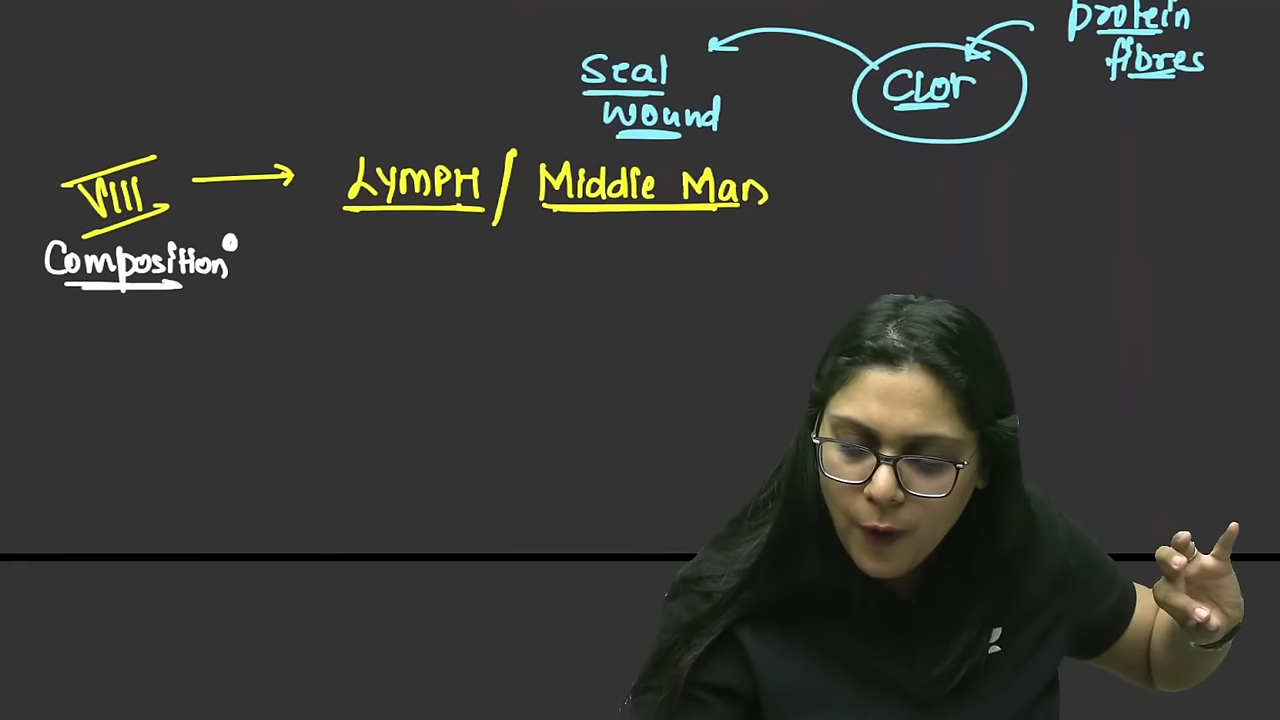 protein
fibres
Clot
Seal
wound
VIII → LYMPH / Middle Man
Composition